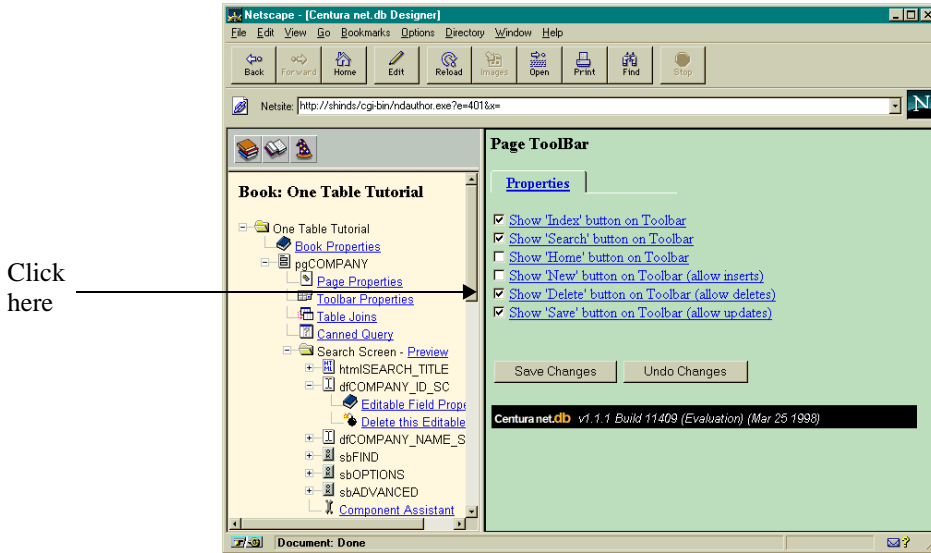 Netscape - [Centura net.db Designer]
File Edit View Go Bookmarks Options Directory Window Help
Back Forward Home Edit Reload Images Open Print Find Stop
Netsite: http://shinds/cgi-bin/ndauthor.exe?e=401&x=
N
Book: One Table Tutorial
One Table Tutorial
Book Properties
pgCOMPANY
Page Properties
Toolbar Properties
Table Joins
Canned Query
Search Screen - Preview
htmlSEARCH_TITLE
dfCOMPANY_ID_SC
Editable Field Prope
Delete this Editable
dfCOMPANY_NAME_S
sbFIND
sbOPTIONS
sbADVANCED
Component Assistant
Click
here
Page ToolBar
Properties
Show 'Index' button on Toolbar
Show 'Search' button on Toolbar
Show 'Home' button on Toolbar
Show 'New' button on Toolbar (allow inserts)
Show 'Delete' button on Toolbar (allow deletes)
Show 'Save' button on Toolbar (allow updates)
Save Changes Undo Changes
Centura net.db v1.1.1 Build 11409 (Evaluation) (Mar 25 1998)
Document: Done